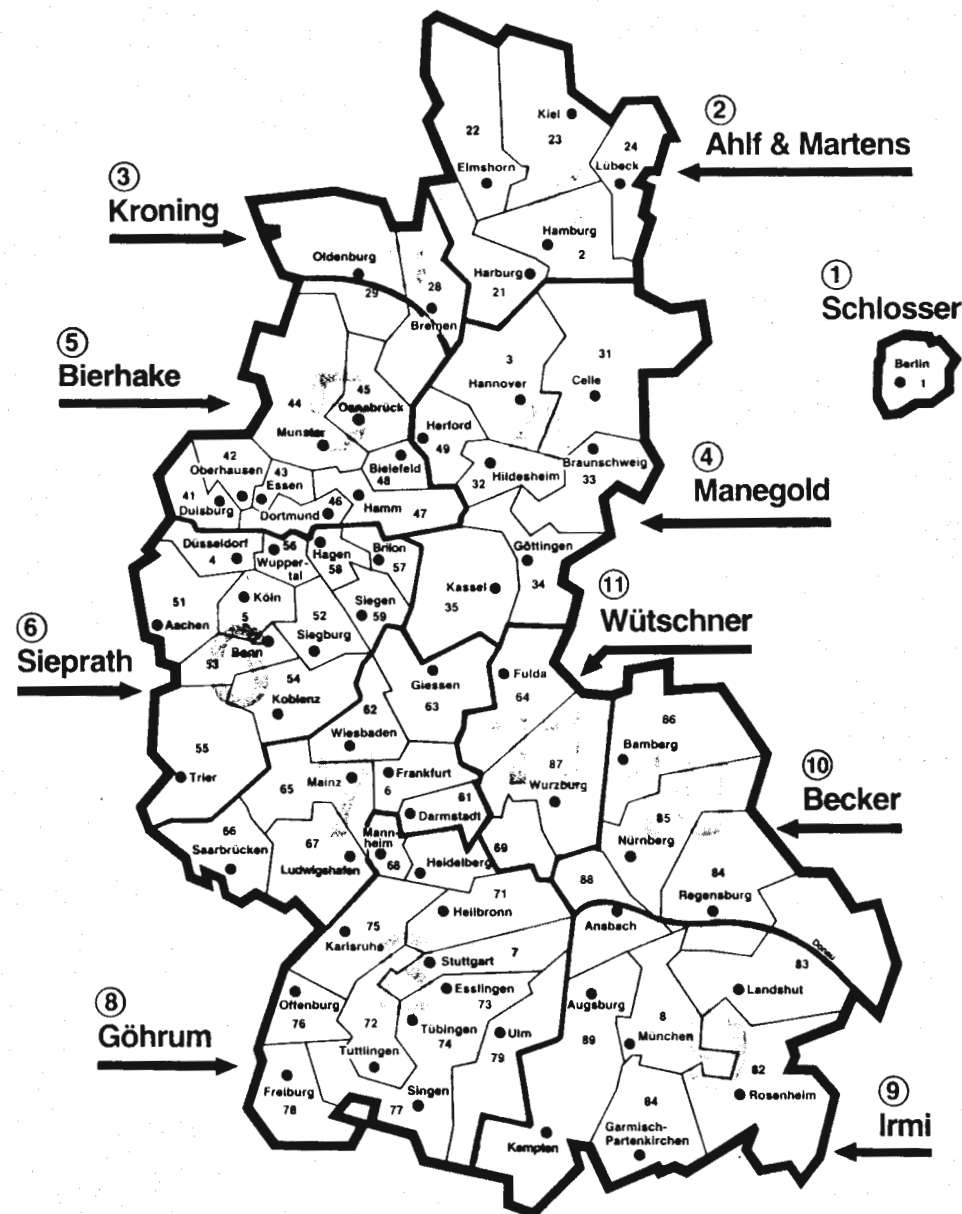 ②
Ahlf & Martens
③
Kroning
①
Schlosser
⑤
Bierhake
④
Manegold
⑪
Wütschner
⑥
Sieprath
⑩
Becker
⑧
Göhrum
⑨
Irmi
22
Elmshorn
Kiel
23
24
Lübeck
Hamburg
2
Harburg
21
Oldenburg
29
28
Bremen
Berlin
1
3
Hannover
31
Celle
44
Munster
45
Osnabrück
Herford
49
Bielefeld
48
32
Hildesheim
Braunschweig
33
42
Oberhausen
43
Essen
41
Duisburg
46
Dortmund
Hamm
47
Düsseldorf
4
56
Wupper-
tal
Hagen
58
Brilon
57
Göttingen
34
Kassel
35
51
Aachen
Köln
5
52
Siegburg
Siegen
59
53
Bonn
54
Koblenz
Giessen
63
Fulda
64
62
Wiesbaden
55
Trier
65
Mainz
Frankfurt
6
61
Darmstadt
87
Wurzburg
86
Bamberg
66
Saarbrücken
67
Ludwigshafen
Mann-
heim
68
Heidelberg
69
85
Nürnberg
88
84
Regensburg
71
Heilbronn
Ansbach
75
Karlsruhe
Stuttgart
7
Donau
83
Landshut
Offenburg
76
Esslingen
73
Augsburg
89
8
München
72
Tuttlingen
Tübingen
74
Ulm
79
Freiburg
78
77
Singen
82
Rosenheim
84
Garmisch-
Partenkirchen
Kempten